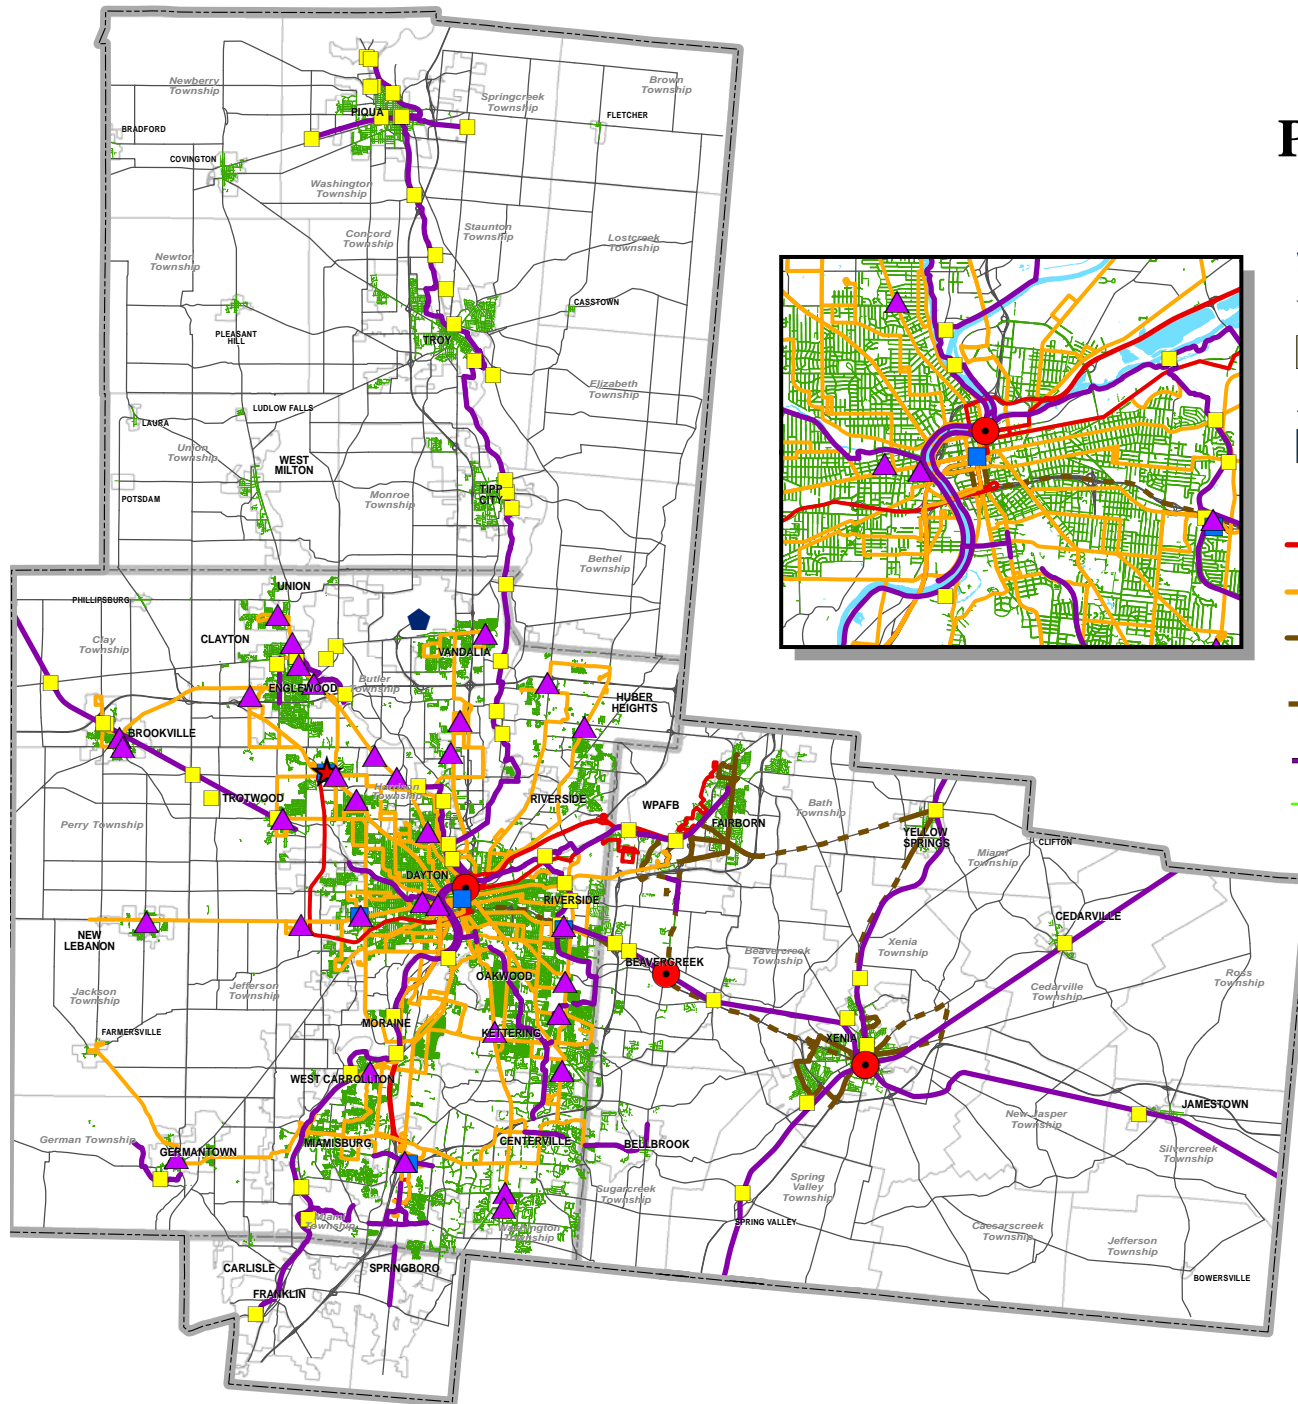 P
Newberry
Township
Brown
Township
Springcreek
Township
PIQUA
FLETCHER
BRADFORD
COVINGTON
Washington
Township
Concord
Township
Staunton
Township
Lostcreek
Township
Newton
Township
CASSTOWN
PLEASANT
HILL
TROY
Elizabeth
Township
LUDLOW FALLS
LAURA
Union
Township
WEST
MILTON
POTSDAM
Monroe
Township
TIPP
CITY
Bethel
Township
UNION
PHILLIPSBURG
Clay
Township
CLAYTON
VANDALIA
ENGLEWOOD
Butler
Township
HUBER
HEIGHTS
BROOKVILLE
TROTWOOD
Harrison
Township
RIVERSIDE
WPAFB
FAIRBORN
Bath
Township
Perry Township
YELLOW
SPRINGS
CLIFTON
Miami
Township
DAYTON
RIVERSIDE
CEDARVILLE
NEW
LEBANON
Beavercreek
Township
Xenia
Township
BEAVERCREEK
OAKWOOD
Ross
Township
Jackson
Township
Jefferson
Township
Cedarville
Township
FARMERSVILLE
MORAINE
KETTERING
XENIA
WEST CARROLLTON
JAMESTOWN
New Jasper
Township
German Township
GERMANTOWN
MIAMISBURG
CENTERVILLE
BELLBROOK
Silvercreek
Township
Sugarcreek
Township
Spring
Valley
Township
Miami
Township
Washington
Township
SPRING VALLEY
Caesarscreek
Township
Jefferson
Township
CARLISLE
SPRINGBORO
BOWERSVILLE
FRANKLIN